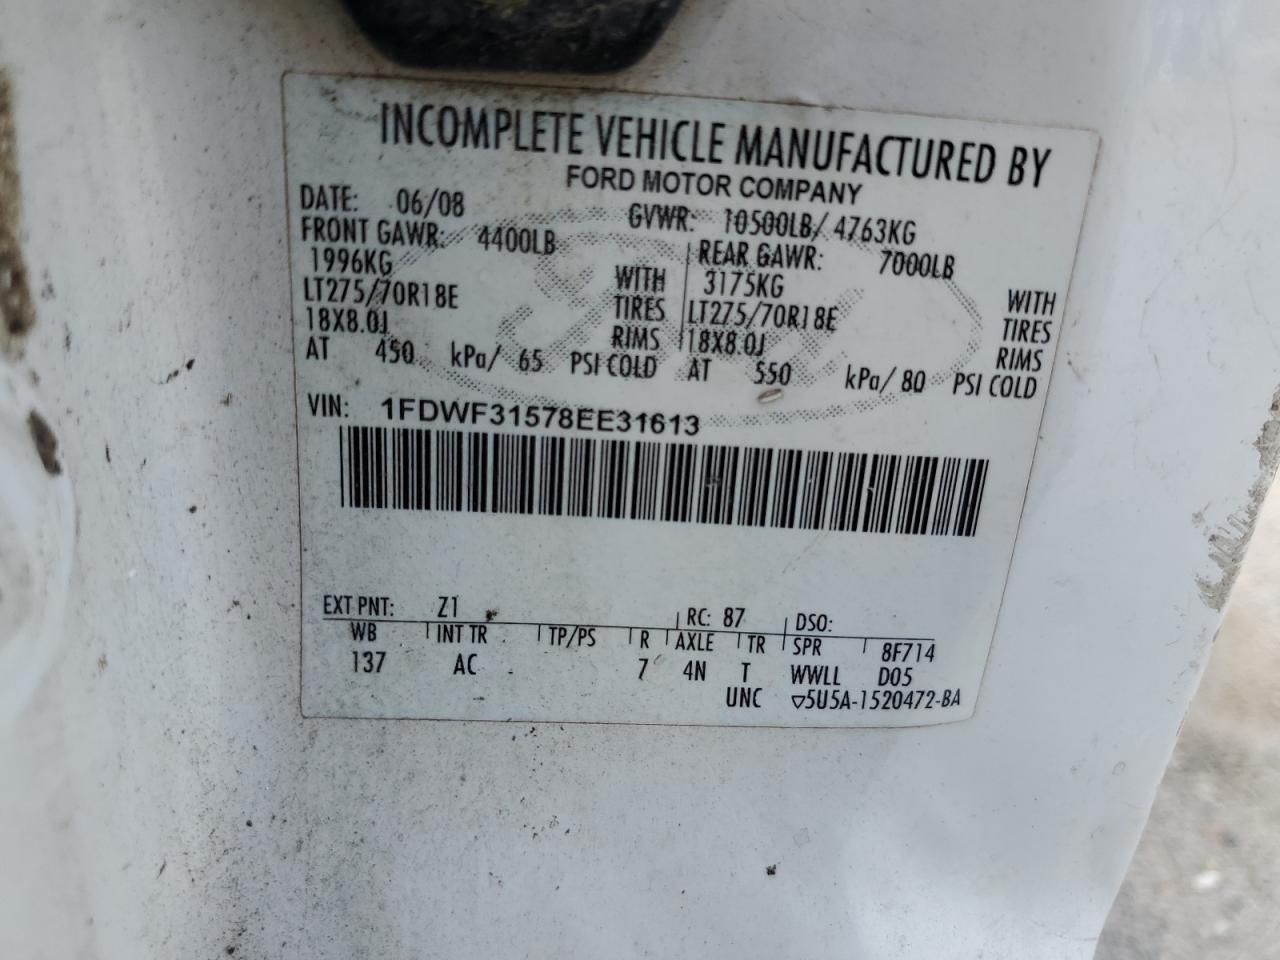 INCOMPLETE VEHICLE MANUFACTURED BY
FORD MOTOR COMPANY
DATE: 06/08 GVWR: 10500LB/ 4763KG
FRONT GAWR: 4400LB REAR GAWR: 7000LB
1996KG WITH 3175KG WITH
LT275/70R18E TIRES LT275/70R18E TIRES
18X8.0J RIMS 18X8.0J RIMS
AT 450 kPa/ 65 PSI COLD AT 550 kPa/ 80 PSI COLD
VIN: 1FDWF31578EE31613
EXT PNT: Z1 RC: 87 DSO:
WB INT TR TP/PS R AXLE TR SPR 8F714
137 AC 7 4N T WWLL D05
UNC ▽5U5A-1520472-BA